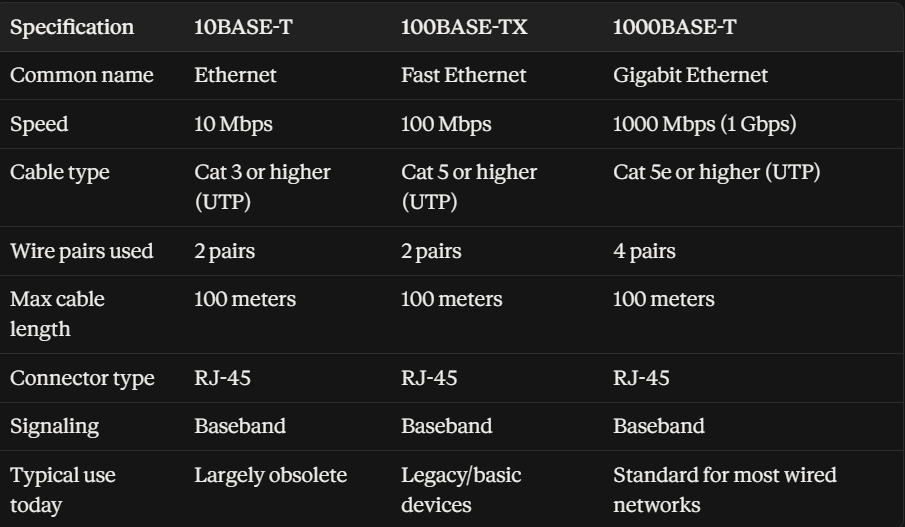 Specification 10BASE-T 100BASE-TX 1000BASE-T
Common name Ethernet Fast Ethernet Gigabit Ethernet
Speed 10 Mbps 100 Mbps 1000 Mbps (1 Gbps)
Cable type Cat 3 or higher Cat 5 or higher Cat 5e or higher (UTP)
(UTP) (UTP)
Wire pairs used 2 pairs 2 pairs 4 pairs
Max cable 100 meters 100 meters 100 meters
length
Connector type RJ-45 RJ-45 RJ-45
Signaling Baseband Baseband Baseband
Typical use Largely obsolete Legacy/basic Standard for most wired
today devices networks